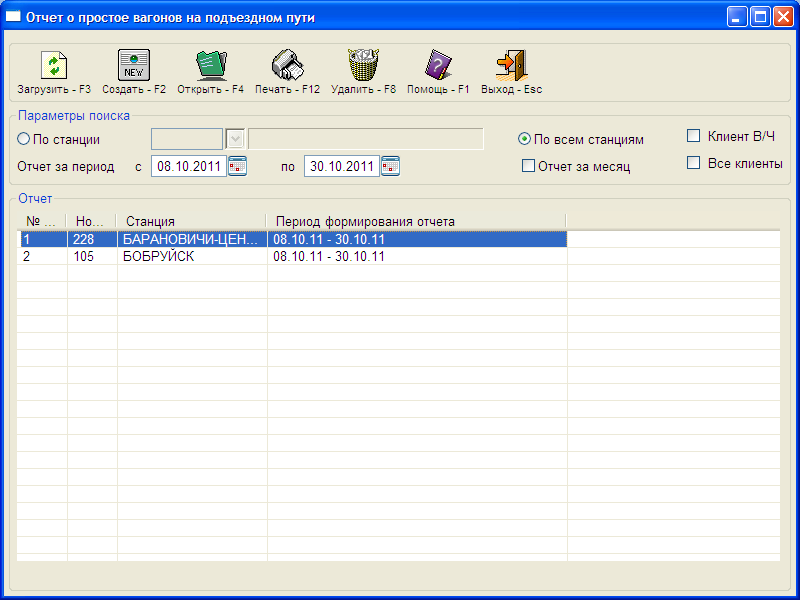 Отчет о простое вагонов на подъездном пути
NEW
Загрузить - F3 Создать - F2 Открыть - F4 Печать - F12 Удалить - F8 Помощь - F1 Выход - Esc
Параметры поиска
По станции По всем станциям Клиент В/Ч
Отчет за период с 08.10.2011 по 30.10.2011 Отчет за месяц Все клиенты
Отчет
№ ... Но... Станция Период формирования отчета
1 228 БАРАНОВИЧИ-ЦЕН... 08.10.11 - 30.10.11
2 105 БОБРУЙСК 08.10.11 - 30.10.11